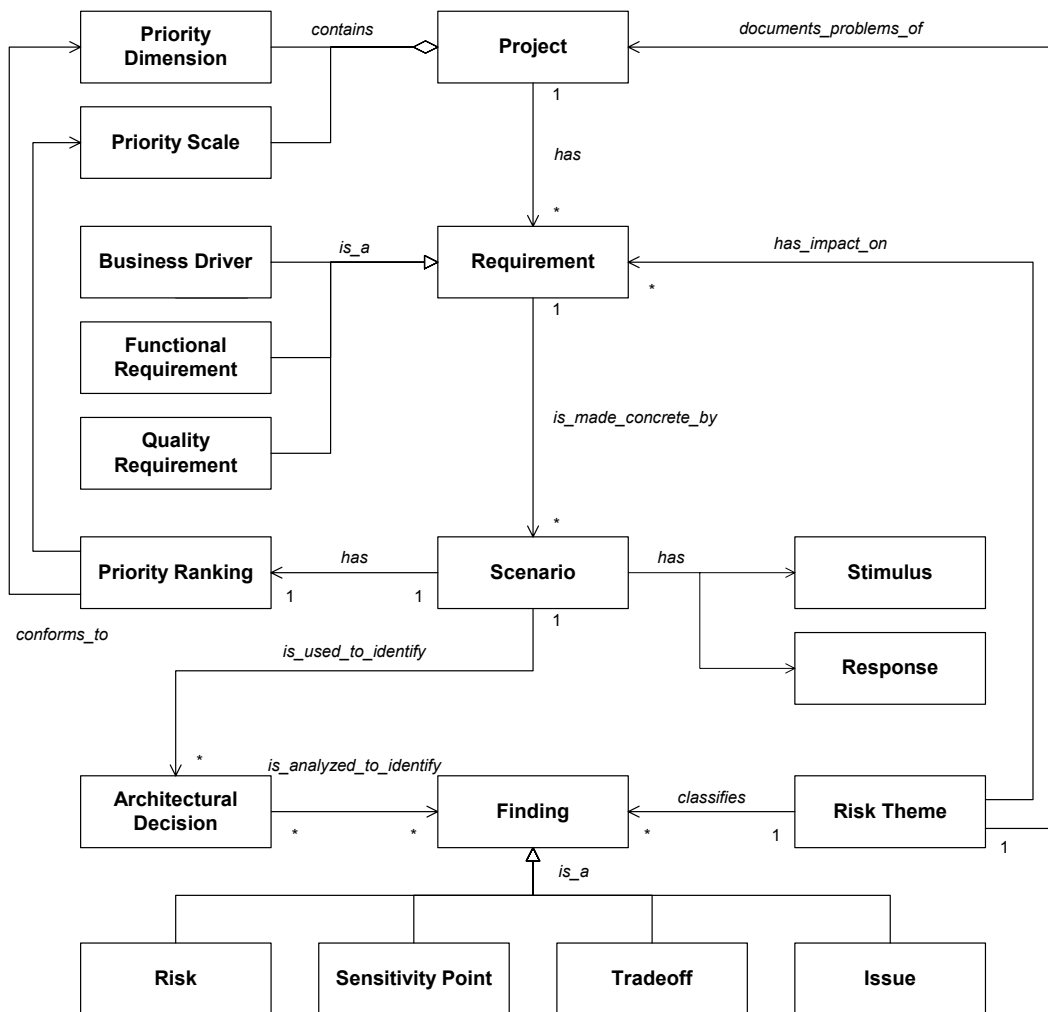 contains
documents_problems_of
Priority
Dimension
Project
1
Priority Scale
has
*
is_a
has_impact_on
Business Driver
Requirement
*
1
Functional
Requirement
is_made_concrete_by
Quality
Requirement
*
has
has
Priority Ranking
Scenario
Stimulus
1
1
1
conforms_to
is_used_to_identify
Response
*
is_analyzed_to_identify
classifies
Architectural
Decision
Finding
Risk Theme
*
*
*
1
1
is_a
Risk
Sensitivity Point
Tradeoff
Issue